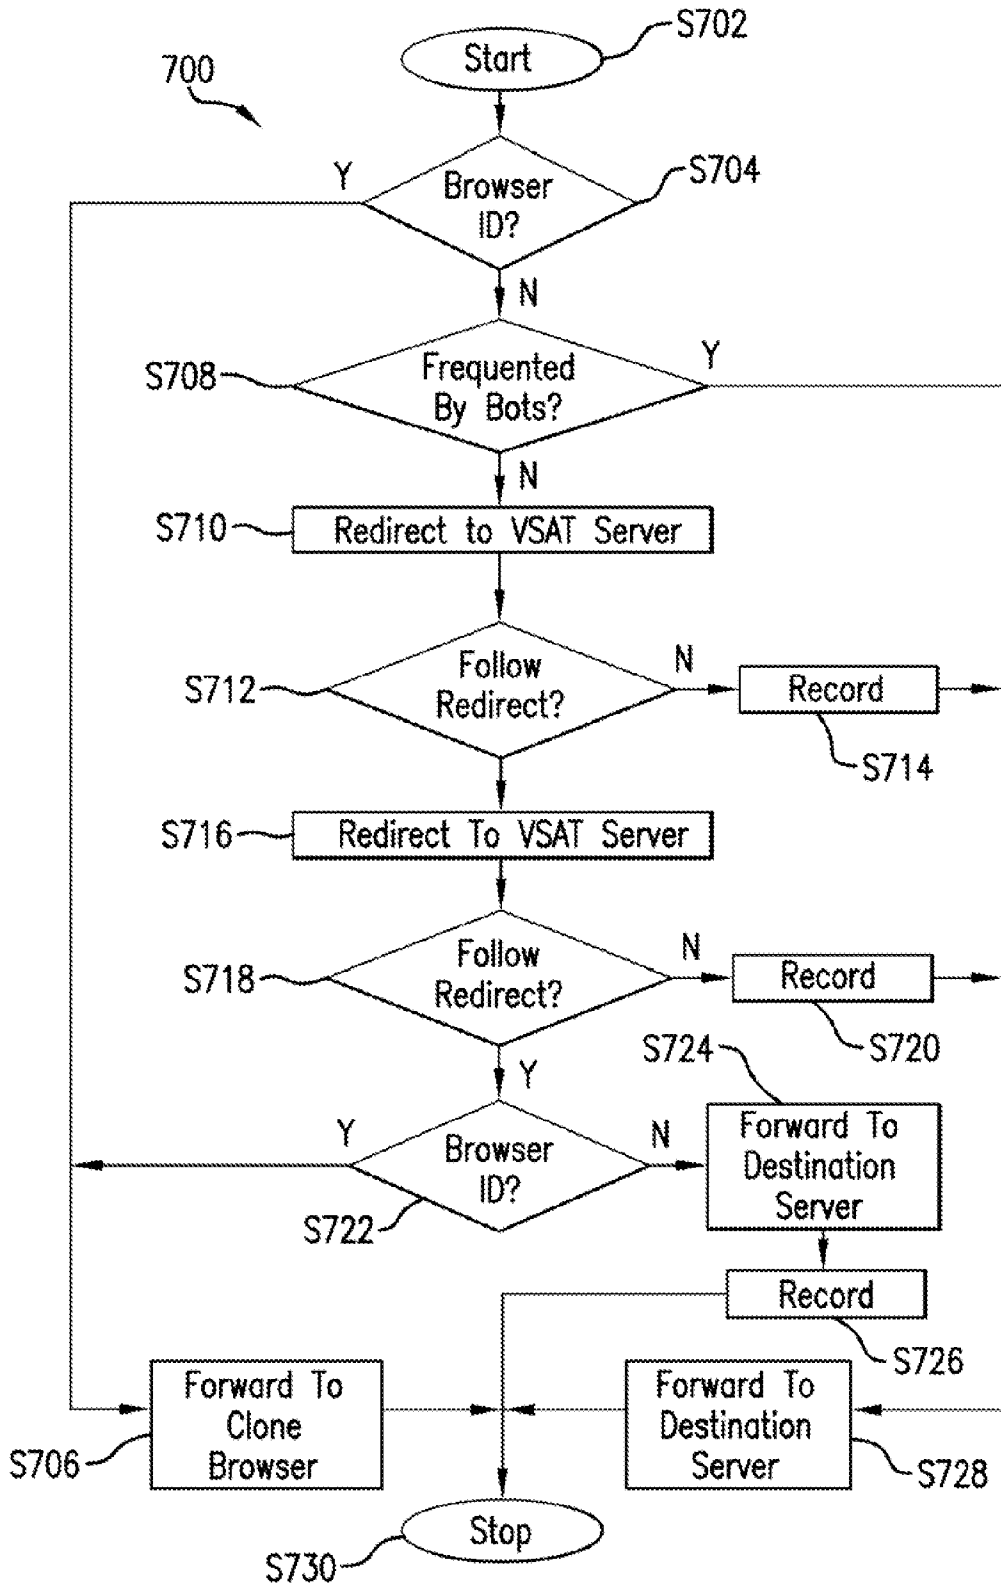 S702
Start
700
Y
S704
Browser
ID?
N
S708
Frequented
By Bots?
Y
N
S710
Redirect to VSAT Server
S712
Follow
Redirect?
N
Record
S714
S716
Redirect To VSAT Server
S718
Follow
Redirect?
N
Record
S720
Y
S724
Y
Browser
ID?
N
Forward To
Destination
Server
S722
Record
S726
Forward To
Clone
Browser
S706
Forward To
Destination
Server
S728
Stop
S730